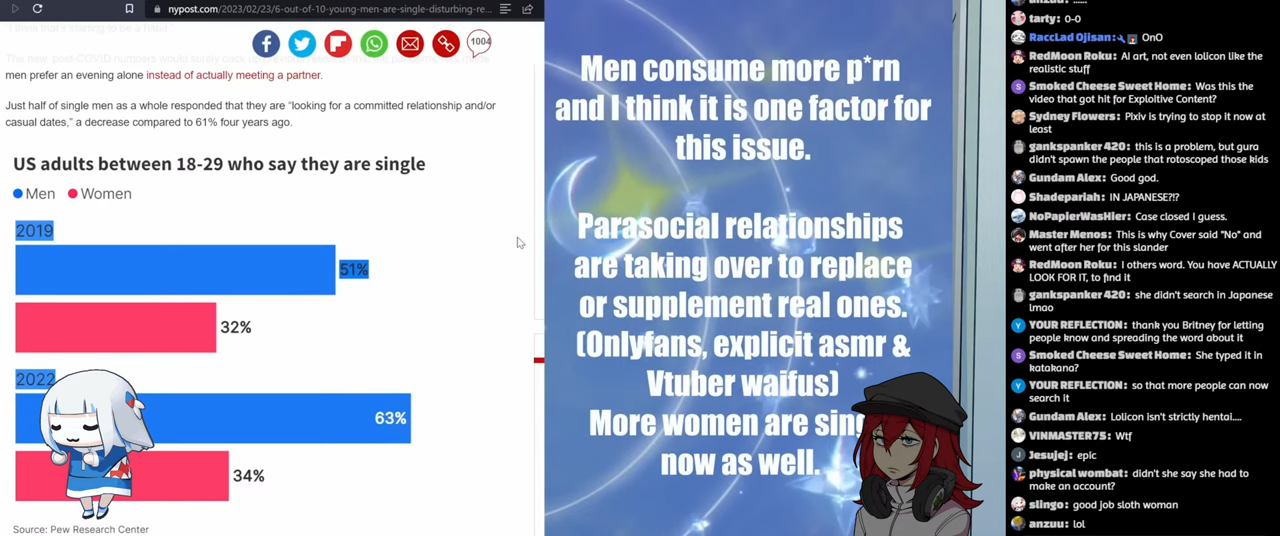 nypost.com/2023/02/23/6-out-of-10-young-men-are-single-disturbing-re...
1004
men prefer an evening alone instead of actually meeting a partner.
Just half of single men as a whole responded that they are “looking for a committed relationship and/or
casual dates,” a decrease compared to 61% four years ago.
US adults between 18-29 who say they are single
Men Women
2019
51%
32%
2022
63%
34%
Source: Pew Research Center
Men consume more p*rn
and I think it is one factor for
this issue.
Parasocial relationships
are taking over to replace
or supplement real ones.
(Onlyfans, explicit asmr &
Vtuber waifus)
More women are sing
now as well.
tarty: 0-0
RaccLad Ojisan: OnO
RedMoon Roku: AI art, not even lolicon like the
realistic stuff
Smoked Cheese Sweet Home: Was this the
video that got hit for Exploitive Content?
Sydney Flowers: Pixiv is trying to stop it now at
least
gankspanker 420: this is a problem, but gura
didn't spawn the people that rotoscoped those kids
Gundam Alex: Good god.
Shadepariah: IN JAPANESE?!?
NoPapierWasHier: Case closed I guess.
Master Menos: This is why Cover said "No" and
went after her for this slander
RedMoon Roku: I others word. You have ACTUALLY
LOOK FOR IT, to find it
gankspanker 420: she didn't search in Japanese
lmao
YOUR REFLECTION: thank you Britney for letting
people know and spreading the word about it
Smoked Cheese Sweet Home: She typed it in
katakana?
YOUR REFLECTION: so that more people can now
search it
Gundam Alex: Lolicon isn't strictly hentai....
VINMASTER75: Wtf
Jesujej: epic
physical wombat: didn't she say she had to
make an account?
slingo: good job sloth woman
anzuu: lol